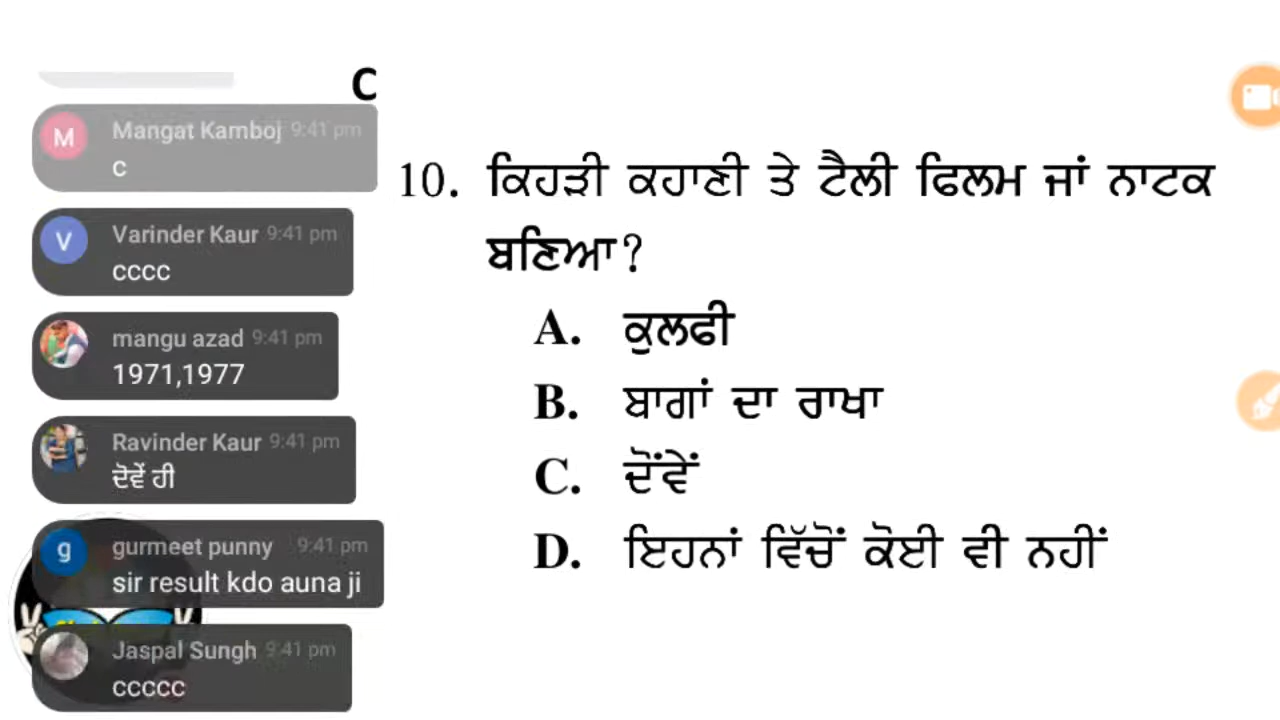 C
Mangat Kamboj 9:41 pm
c
Varinder Kaur 9:41 pm
cccc
mangu azad 9:41 pm
1971,1977
Ravinder Kaur 9:41 pm
ਦੋਵੇਂ ਹੀ
gurmeet punny 9:41 pm
sir result kdo auna ji
Jaspal Sungh 9:41 pm
ccccc
10. ਕਿਹੜੀ ਕਹਾਣੀ ਤੇ ਟੈਲੀ ਫਿਲਮ ਜਾਂ ਨਾਟਕ
ਬਣਿਆ?
A. ਕੁਲਫੀ
B. ਬਾਗਾਂ ਦਾ ਰਾਖਾ
C. ਦੋਂਵੇਂ
D. ਇਹਨਾਂ ਵਿੱਚੋਂ ਕੋਈ ਵੀ ਨਹੀਂ